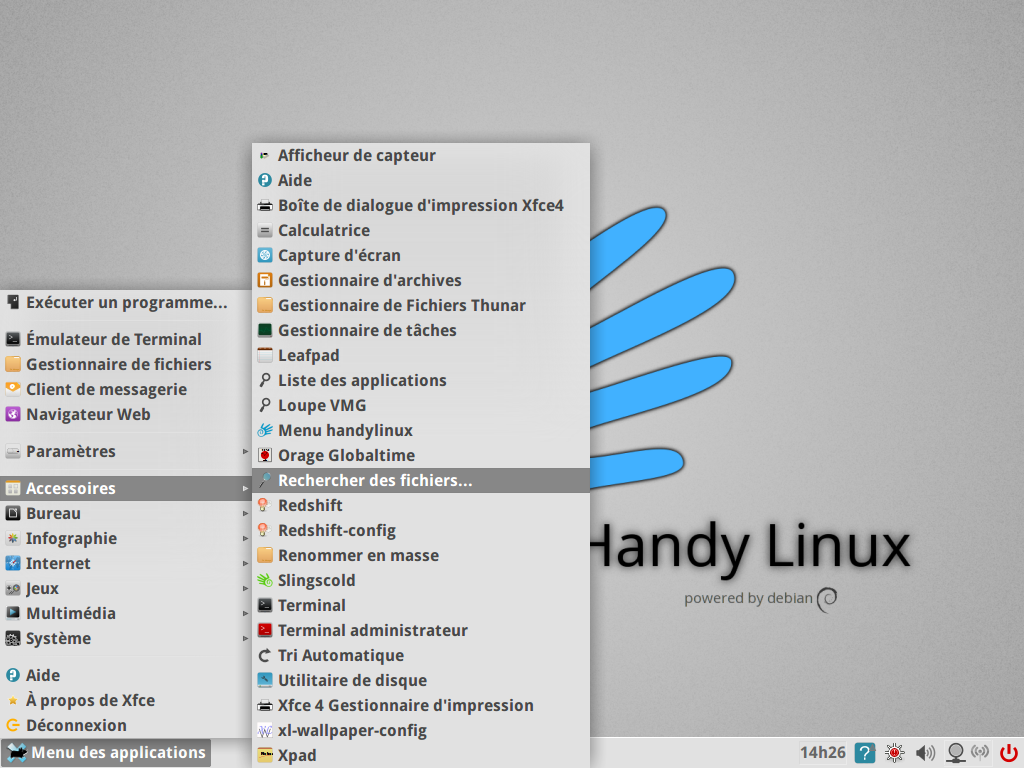 Afficheur de capteur
Aide
Boîte de dialogue d'impression Xfce4
Calculatrice
Capture d'écran
Gestionnaire d'archives
Gestionnaire de Fichiers Thunar
Gestionnaire de tâches
Leafpad
Liste des applications
Loupe VMG
Menu handylinux
Orage Globaltime
Rechercher des fichiers...
Redshift
Redshift-config
Renommer en masse
Slingscold
Terminal
Terminal administrateur
Tri Automatique
Utilitaire de disque
Xfce 4 Gestionnaire d'impression
xl-wallpaper-config
Xpad
Exécuter un programme...
Émulateur de Terminal
Gestionnaire de fichiers
Client de messagerie
Navigateur Web
Paramètres
Accessoires
Bureau
Infographie
Internet
Jeux
Multimédia
Système
Aide
À propos de Xfce
Déconnexion
Menu des applications
Handy Linux
powered by debian
14h26